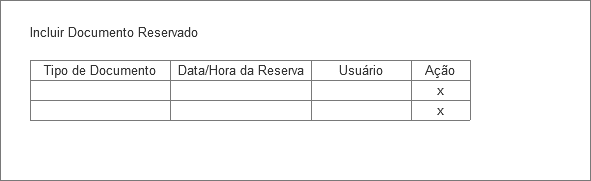 Incluir Documento Reservado
Tipo de Documento Data/Hora da Reserva Usuário Ação
x
x